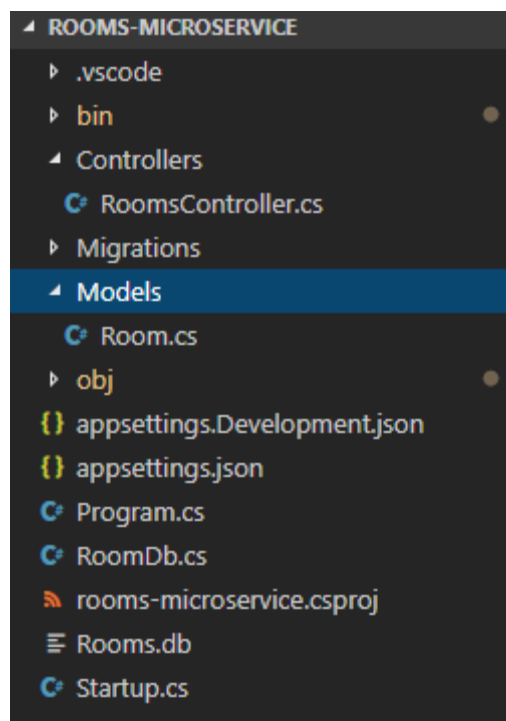 ROOMS-MICROSERVICE
.vscode
bin
Controllers
C# RoomsController.cs
Migrations
Models
C# Room.cs
obj
{} appsettings.Development.json
{} appsettings.json
C# Program.cs
C# RoomDb.cs
rooms-microservice.csproj
Rooms.db
C# Startup.cs